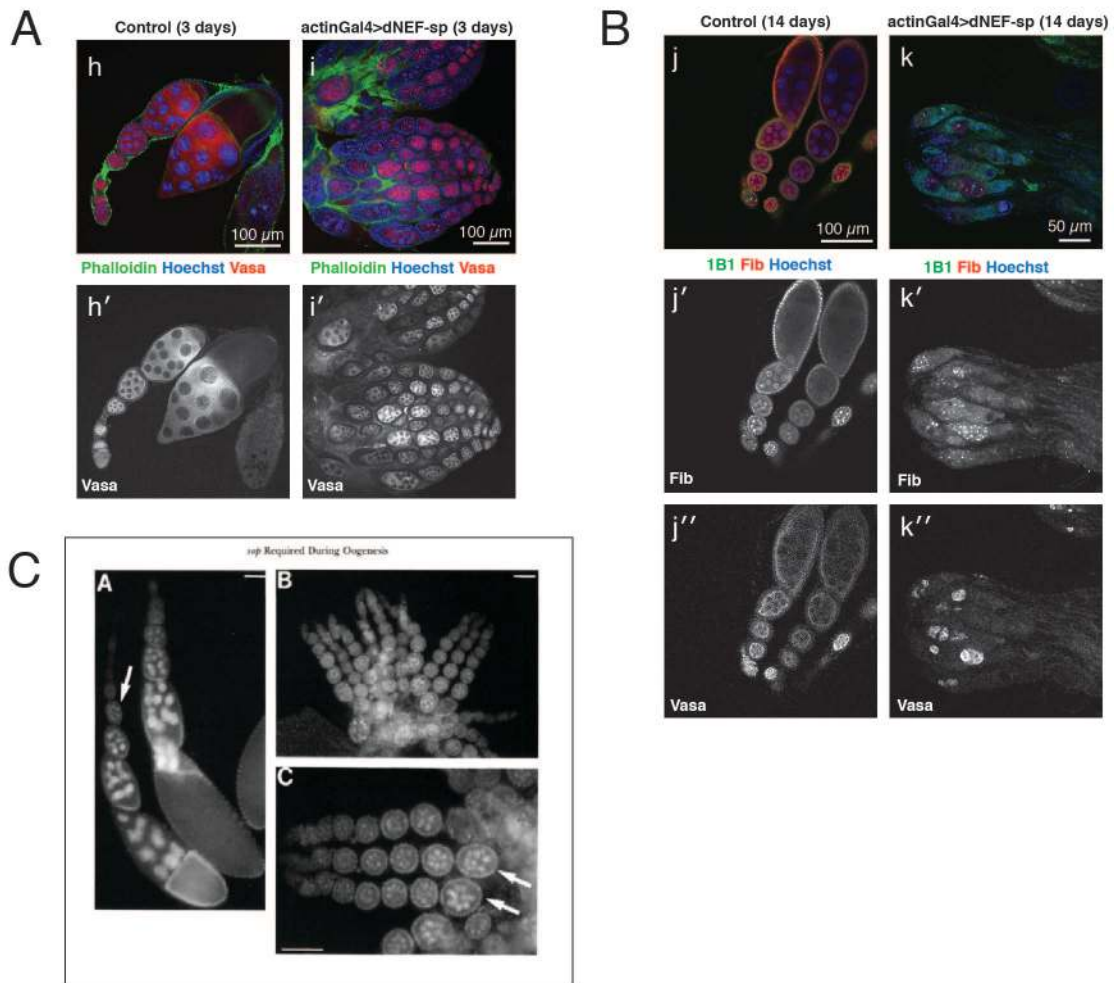 A
Control (3 days)
actinGal4>dNEF-sp (3 days)
h
i
100 µm
100 µm
Phalloidin Hoechst Vasa
Phalloidin Hoechst Vasa
h′
i′
Vasa
Vasa
B
Control (14 days)
actinGal4>dNEF-sp (14 days)
j
k
100 µm
50 µm
1B1 Fib Hoechst
1B1 Fib Hoechst
j′
k′
Fib
Fib
j′′
k′′
Vasa
Vasa
C
Required During Oogenesis
A
B
C